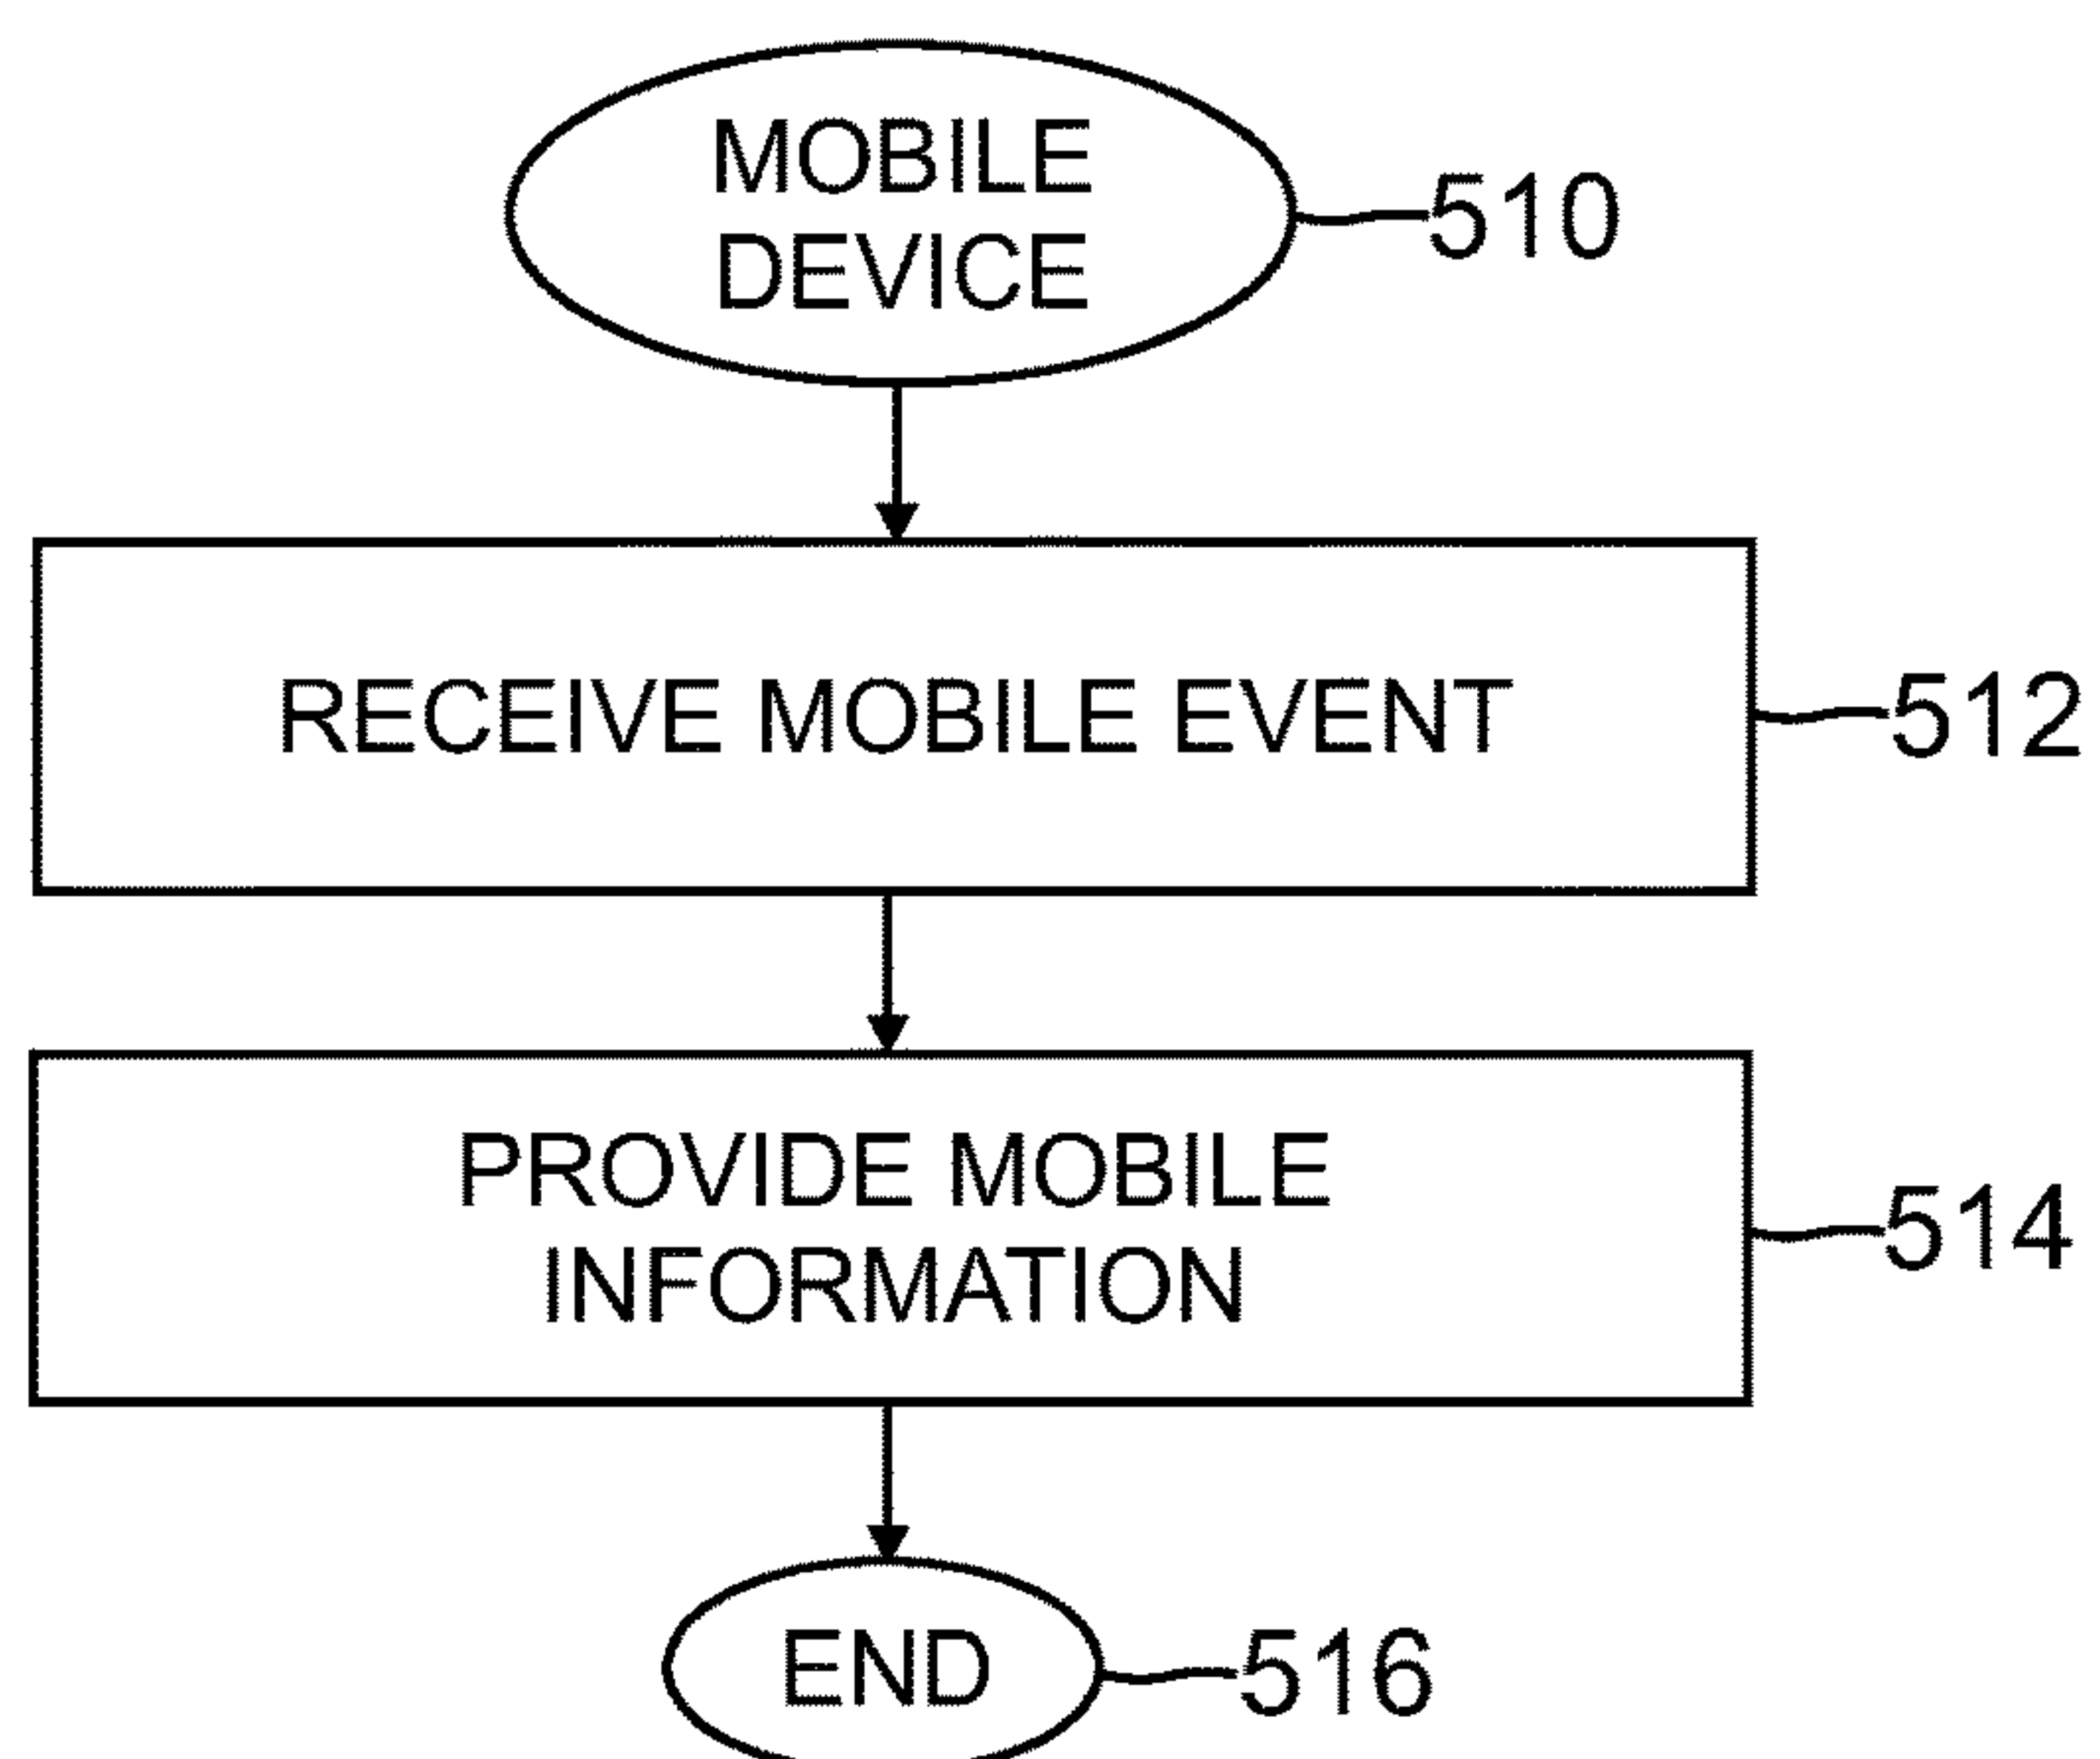 MOBILE
DEVICE
510
RECEIVE MOBILE EVENT
512
PROVIDE MOBILE
INFORMATION
514
END
516